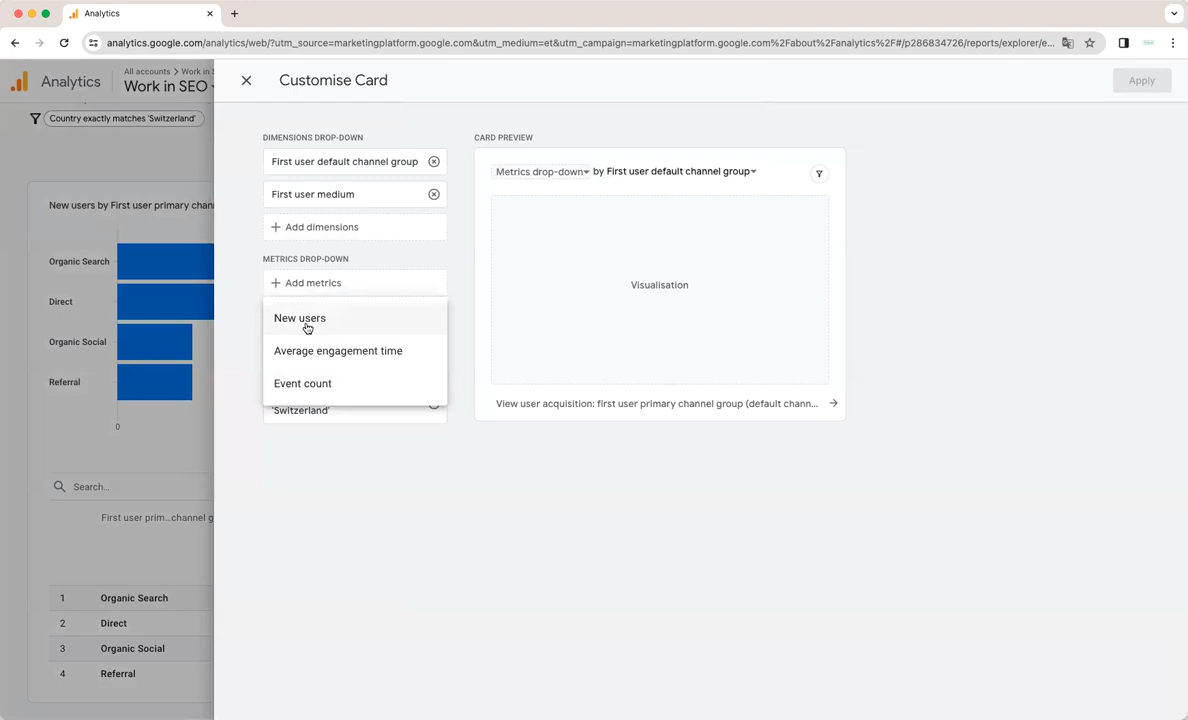 Analytics
analytics.google.com/analytics/web/?utm_source=marketingplatform.google.com&utm_medium=et&utm_campaign=marketingplatform.google.com%2Fabout%2Fanalytics%2F#/p286834726/reports/explorer/e...
Analytics
All accounts > Work in S
Work in SEO
Customise Card
Apply
Country exactly matches 'Switzerland'
New users by First user primary chan
Organic Search
Direct
Organic Social
Referral
0
Search...
First user prim...channel g
1 Organic Search
2 Direct
3 Organic Social
4 Referral
DIMENSIONS DROP-DOWN
First user default channel group
First user medium
+ Add dimensions
METRICS DROP-DOWN
+ Add metrics
New users
Average engagement time
Event count
'Switzerland'
CARD PREVIEW
Metrics drop-down by First user default channel group
Visualisation
View user acquisition: first user primary channel group (default chann...